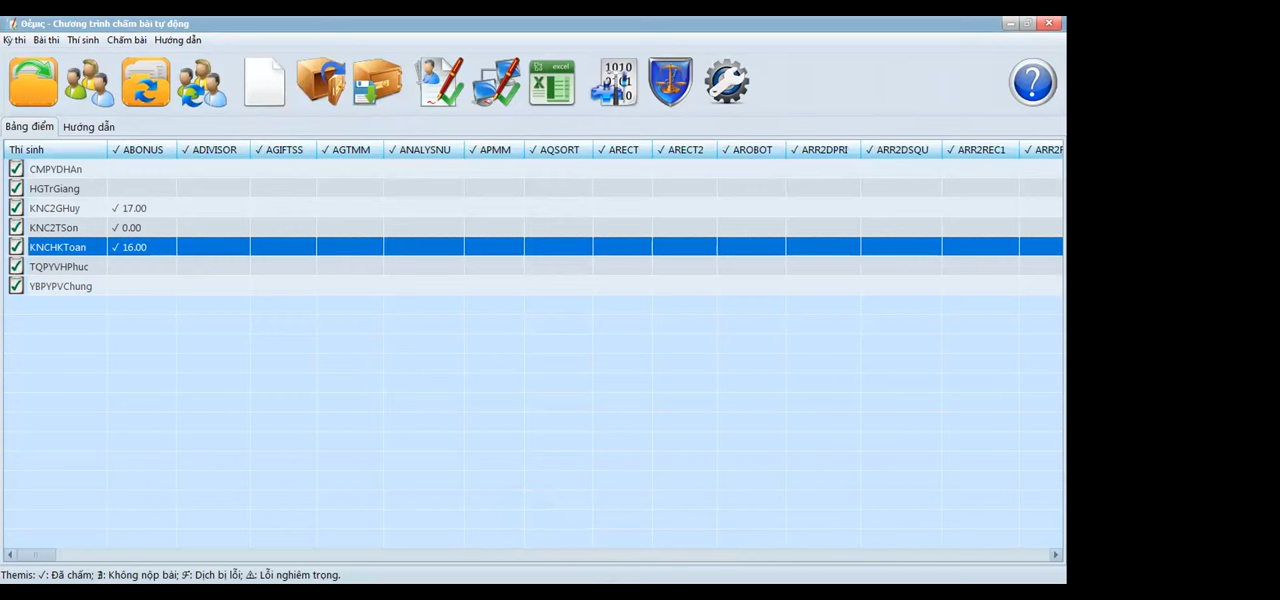 Θέμις - Chương trình chấm bài tự động
Kỳ thi Bài thi Thí sinh Chấm bài Hướng dẫn
excel
1010
Bảng điểm Hướng dẫn
Thí sinh ✓ ABONUS ✓ ADIVISOR ✓ AGIFTSS ✓ AGTMM ✓ ANALYSNU ✓ APMM ✓ AQSORT ✓ ARECT ✓ ARECT2 ✓ AROBOT ✓ ARR2DPRI ✓ ARR2DSQU ✓ ARR2REC1 ✓
CMPYDHAn
HGTrGiang
KNC2GHuy ✓ 17.00
KNC2TSon ✓ 0.00
KNCHKToan ✓ 16.00
TQPYVHPhuc
YBPYPVChung
Themis: ✓: Đã chấm; ∃: Không nộp bài; ℱ: Dịch bị lỗi; ⚠: Lỗi nghiêm trọng.